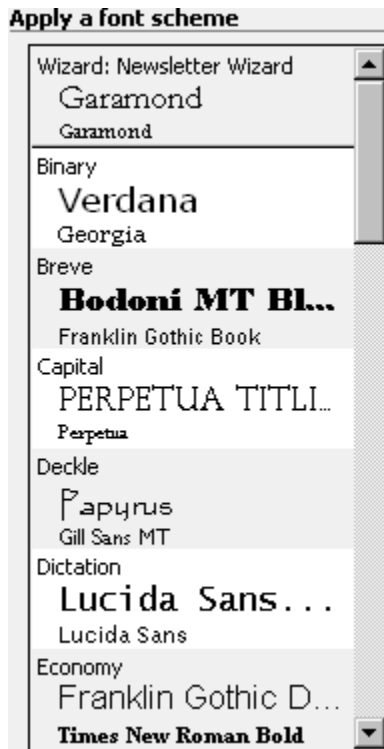 Apply a font scheme
Wizard: Newsletter Wizard
Garamond
Garamond
Binary
Verdana
Georgia
Breve
Bodoni MT Bl...
Franklin Gothic Book
Capital
PERPETUA TITLI...
Perpetua
Deckle
Papyrus
Gill Sans MT
Dictation
Lucida Sans...
Lucida Sans
Economy
Franklin Gothic D...
Times New Roman Bold